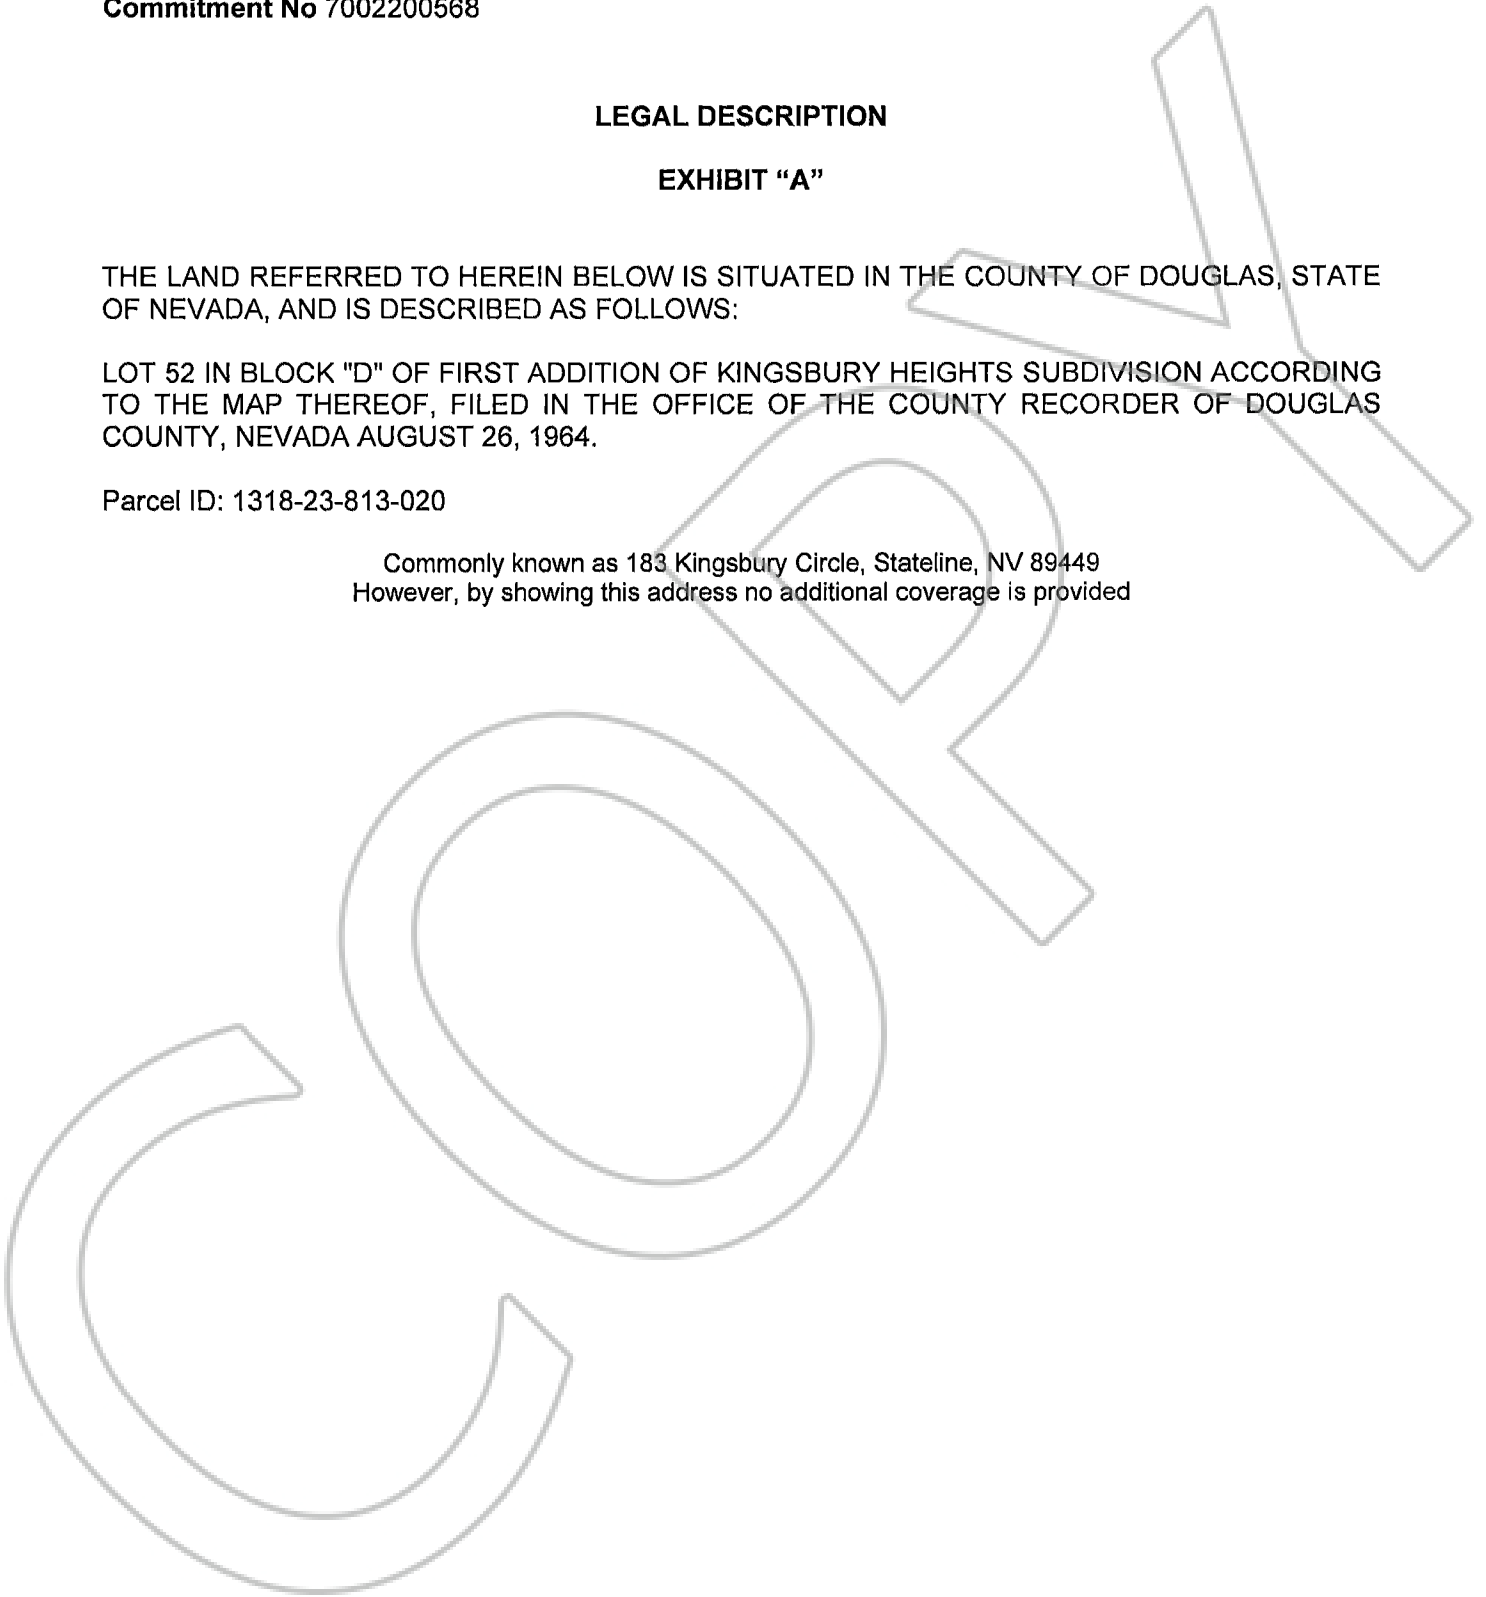 Commitment No 7002200568
LEGAL DESCRIPTION
EXHIBIT “A”
THE LAND REFERRED TO HEREIN BELOW IS SITUATED IN THE COUNTY OF DOUGLAS, STATE
OF NEVADA, AND IS DESCRIBED AS FOLLOWS:
LOT 52 IN BLOCK "D" OF FIRST ADDITION OF KINGSBURY HEIGHTS SUBDIVISION ACCORDING
TO THE MAP THEREOF, FILED IN THE OFFICE OF THE COUNTY RECORDER OF DOUGLAS
COUNTY, NEVADA AUGUST 26, 1964.
Parcel ID: 1318-23-813-020
Commonly known as 183 Kingsbury Circle, Stateline, NV 89449
However, by showing this address no additional coverage is provided
COPY